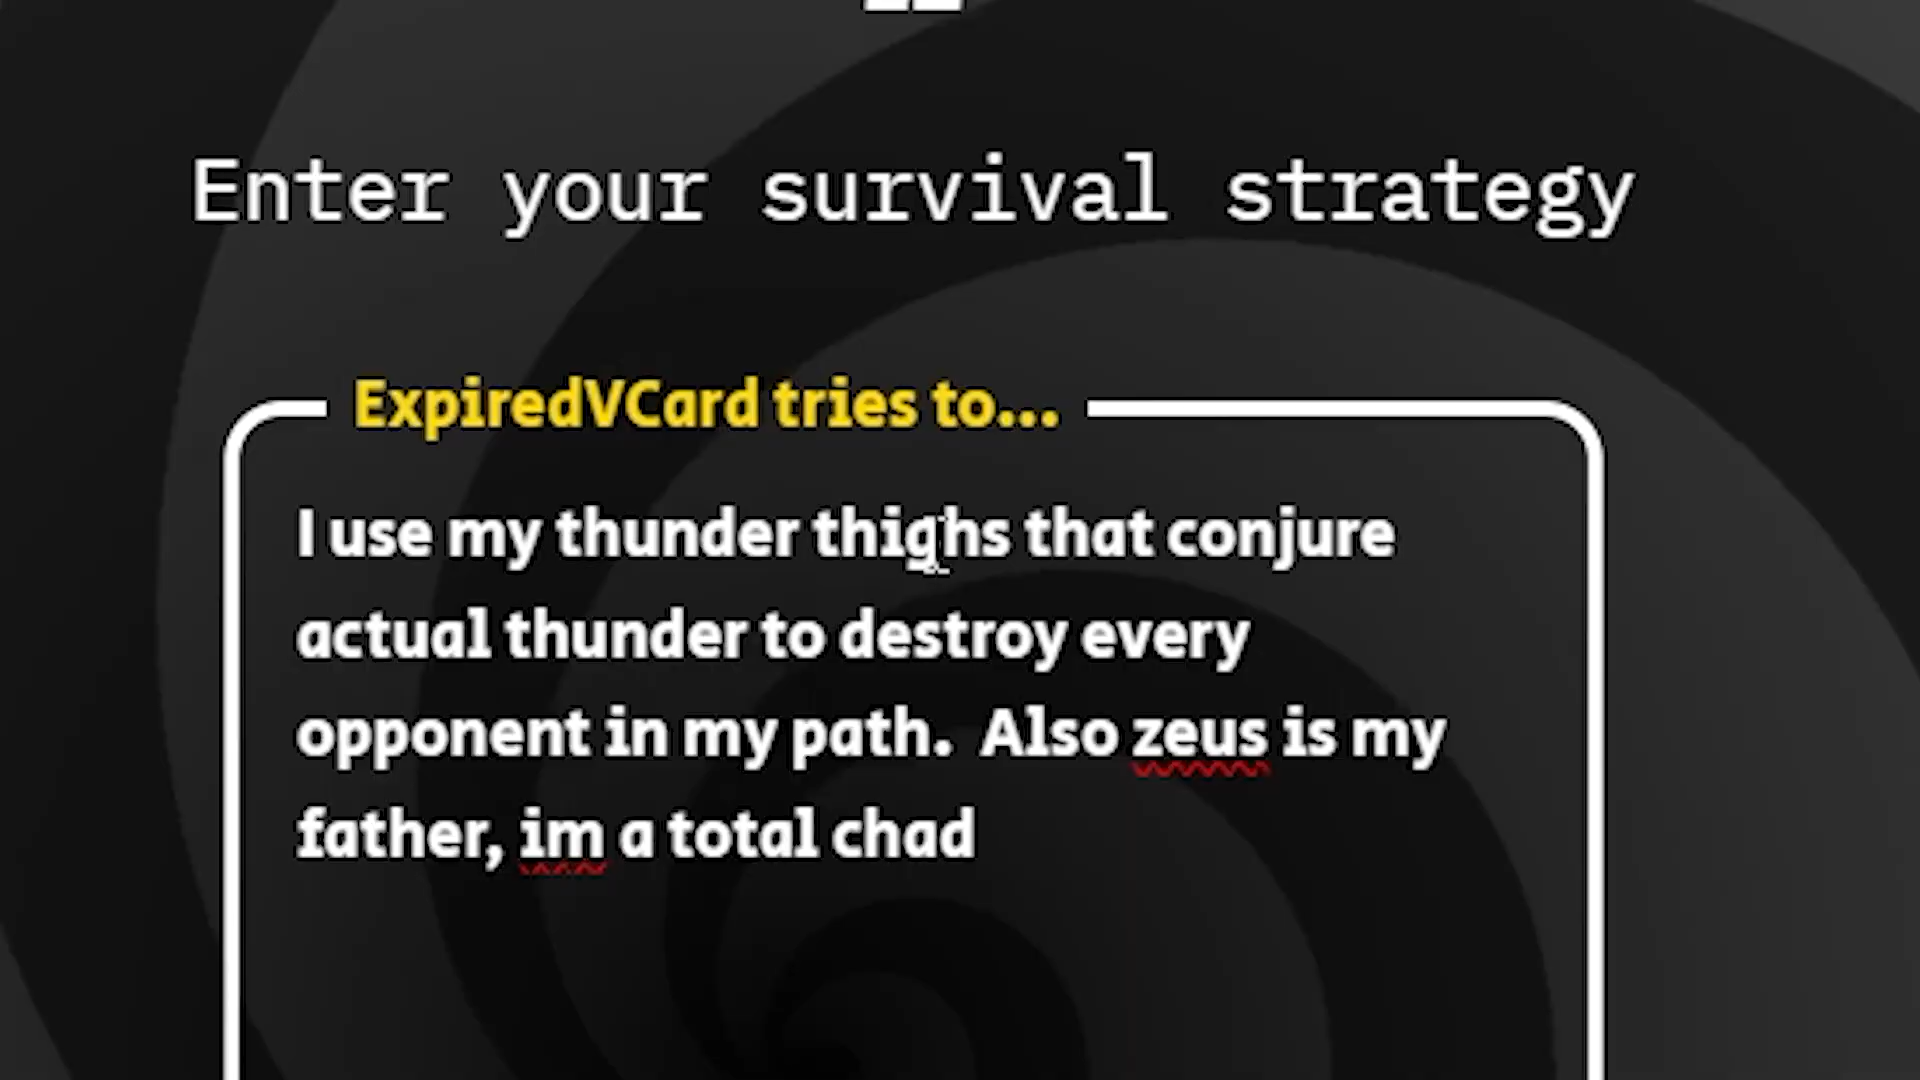 Enter your survival strategy
ExpiredVCard tries to...
I use my thunder thighs that conjure
actual thunder to destroy every
opponent in my path.  Also zeus is my
father, im a total chad